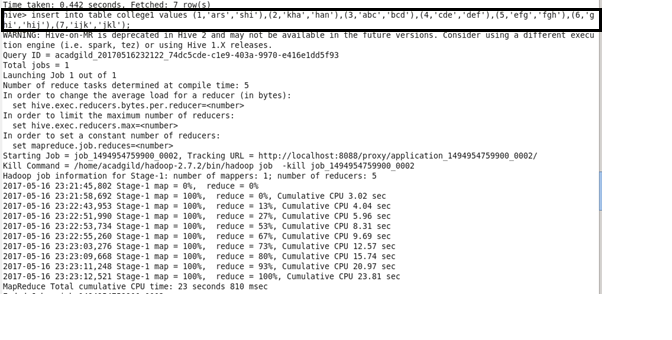 Time taken: 0.442 seconds, Fetched: 7 row(s)
hive> insert into table college1 values (1,'ars','shi'),(2,'kha','han'),(3,'abc','bcd'),(4,'cde','def'),(5,'efg','fgh'),(6,'g
hi','hij'),(7,'ijk','jkl');
WARNING: Hive-on-MR is deprecated in Hive 2 and may not be available in the future versions. Consider using a different execu
tion engine (i.e. spark, tez) or using Hive 1.X releases.
Query ID = acadgild_20170516232122_74dc5cde-c1e9-403a-9970-e416e1dd5f93
Total jobs = 1
Launching Job 1 out of 1
Number of reduce tasks determined at compile time: 5
In order to change the average load for a reducer (in bytes):
set hive.exec.reducers.bytes.per.reducer=<number>
In order to limit the maximum number of reducers:
set hive.exec.reducers.max=<number>
In order to set a constant number of reducers:
set mapreduce.job.reduces=<number>
Starting Job = job_1494954759900_0002, Tracking URL = http://localhost:8088/proxy/application_1494954759900_0002/
Kill Command = /home/acadgild/hadoop-2.7.2/bin/hadoop job  -kill job_1494954759900_0002
Hadoop job information for Stage-1: number of mappers: 1; number of reducers: 5
2017-05-16 23:21:45,802 Stage-1 map = 0%,  reduce = 0%
2017-05-16 23:21:58,692 Stage-1 map = 100%,  reduce = 0%, Cumulative CPU 3.02 sec
2017-05-16 23:22:43,953 Stage-1 map = 100%,  reduce = 13%, Cumulative CPU 4.04 sec
2017-05-16 23:22:51,990 Stage-1 map = 100%,  reduce = 27%, Cumulative CPU 5.96 sec
2017-05-16 23:22:53,734 Stage-1 map = 100%,  reduce = 53%, Cumulative CPU 8.31 sec
2017-05-16 23:22:55,260 Stage-1 map = 100%,  reduce = 67%, Cumulative CPU 9.69 sec
2017-05-16 23:23:03,276 Stage-1 map = 100%,  reduce = 73%, Cumulative CPU 12.57 sec
2017-05-16 23:23:09,668 Stage-1 map = 100%,  reduce = 80%, Cumulative CPU 15.74 sec
2017-05-16 23:23:11,248 Stage-1 map = 100%,  reduce = 93%, Cumulative CPU 20.97 sec
2017-05-16 23:23:12,521 Stage-1 map = 100%,  reduce = 100%, Cumulative CPU 23.81 sec
MapReduce Total cumulative CPU time: 23 seconds 810 msec